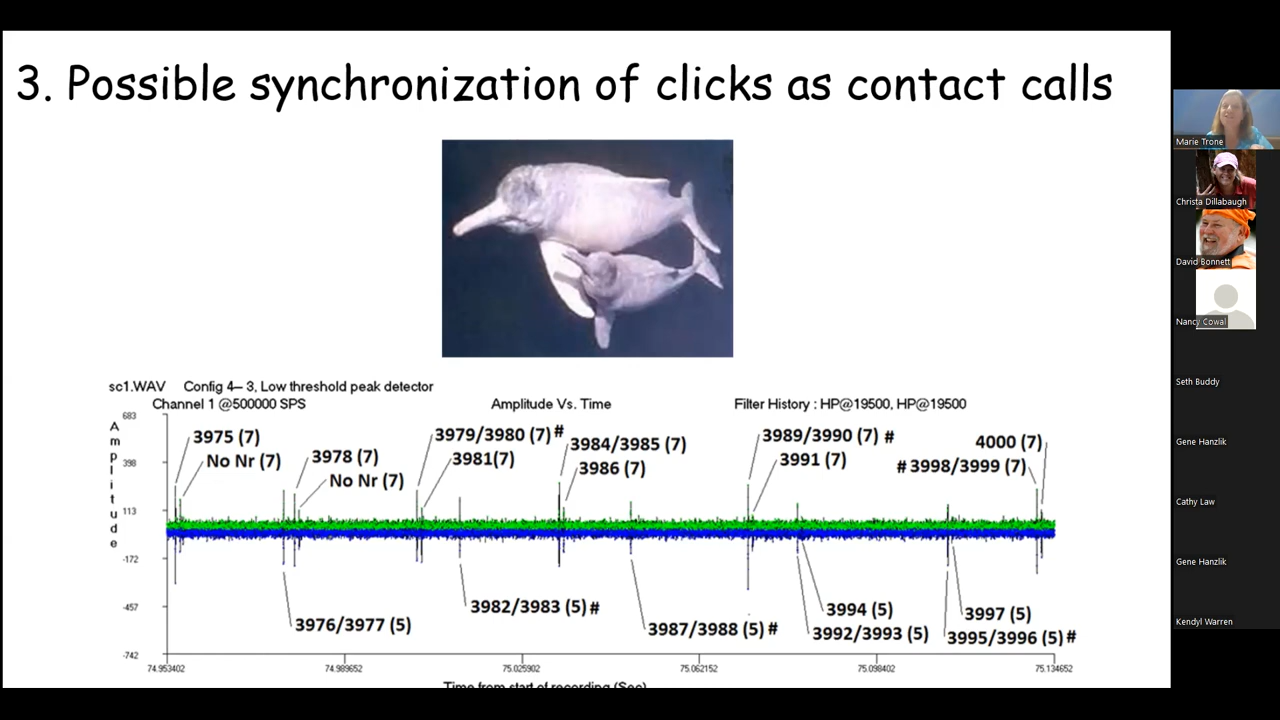 3. Possible synchronization of clicks as contact calls
sc1.WAV Config 4– 3, Low threshold peak detector
Channel 1 @500000 SPS Amplitude Vs. Time Filter History : HP@19500, HP@19500
Amplitude
683
398
113
-172
-457
-742
3975 (7)
No Nr (7)
3978 (7)
No Nr (7)
3979/3980 (7) #
3981(7)
3984/3985 (7)
3986 (7)
3989/3990 (7) #
3991 (7)
4000 (7)
# 3998/3999 (7)
3976/3977 (5)
3982/3983 (5) #
3987/3988 (5) #
3994 (5)
3992/3993 (5)
3997 (5)
3995/3996 (5) #
74.953402 74.989652 75.025902 75.062152 75.098402 75.134652
Time from start of recording (Sec)
Marie Trone
Christa Dillabaugh
David Bonnett
Nancy Cowal
Seth Buddy
Gene Hanzlik
Cathy Law
Gene Hanzlik
Kendyl Warren